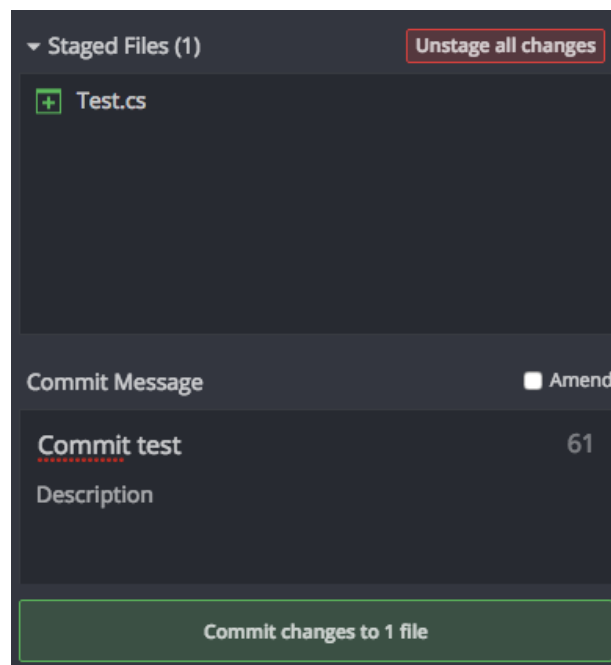 Staged Files (1) Unstage all changes
Test.cs
Commit Message Amend
Commit test 61
Description
Commit changes to 1 file